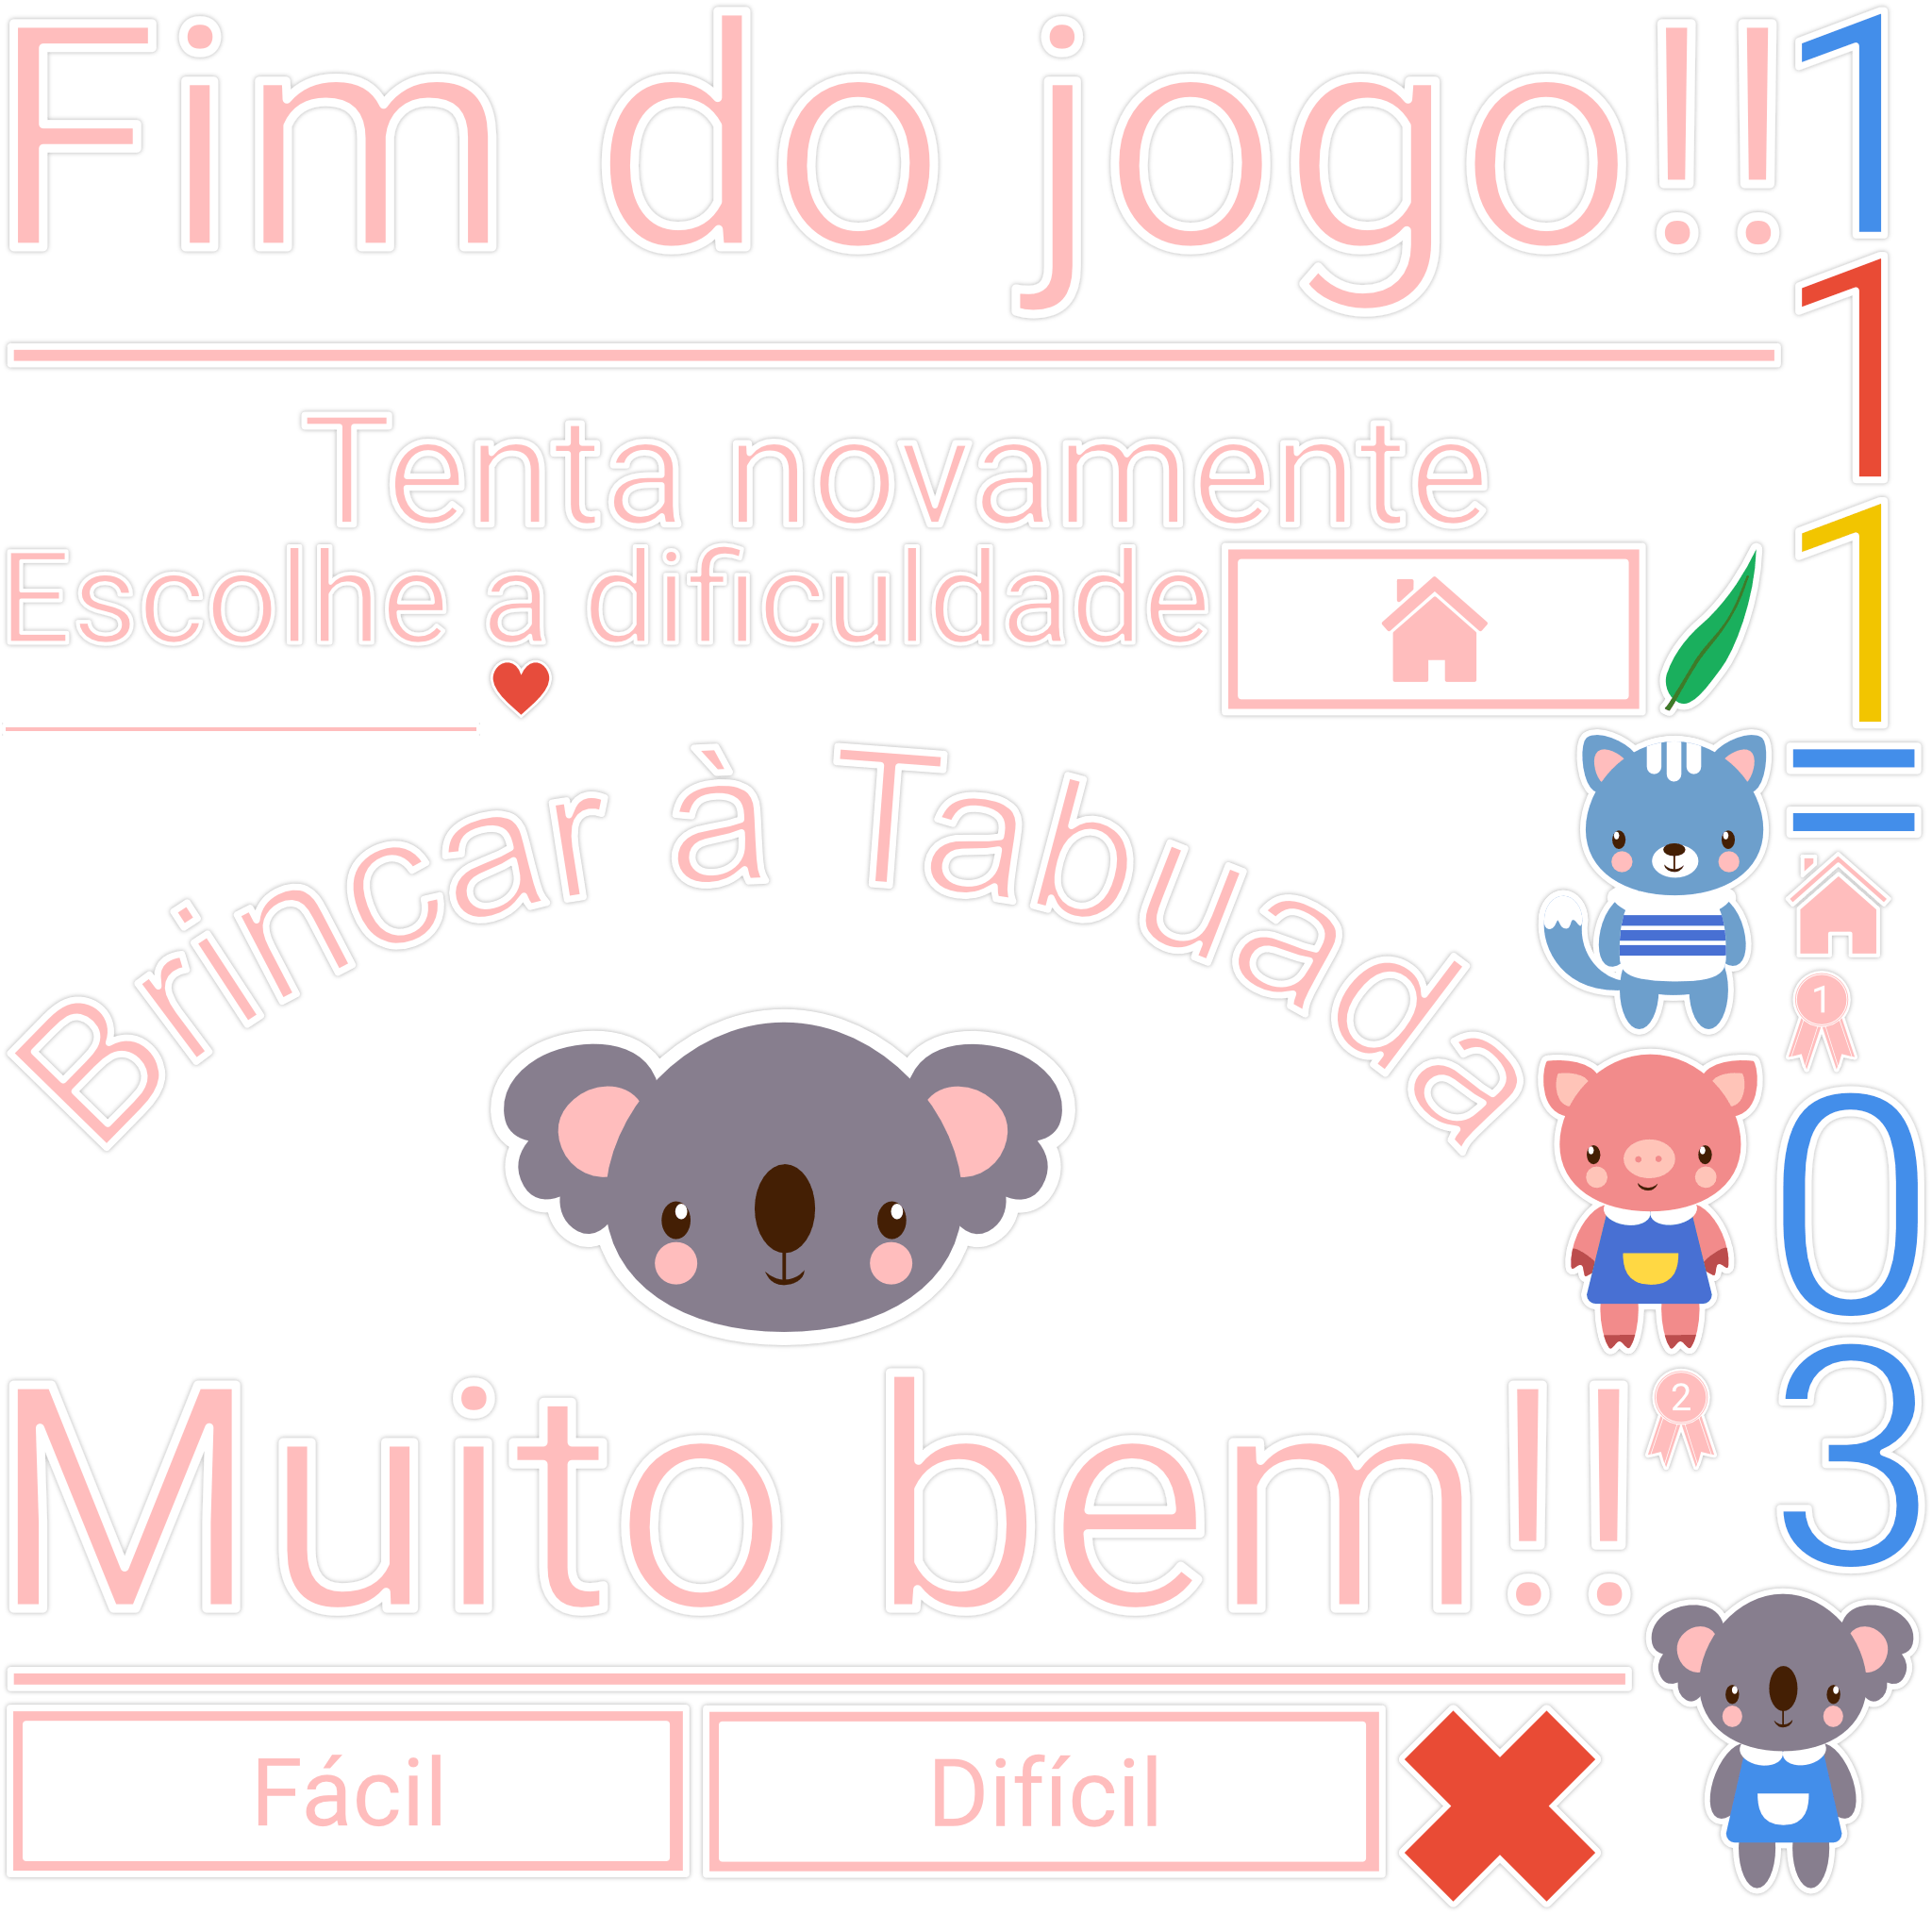 Fim do jogo!!
1
1
Tenta novamente
1
Escolhe a dificuldade
=
Brincar à Tabuada
1
0
3
2
Muito bem!!
Fácil
Difícil